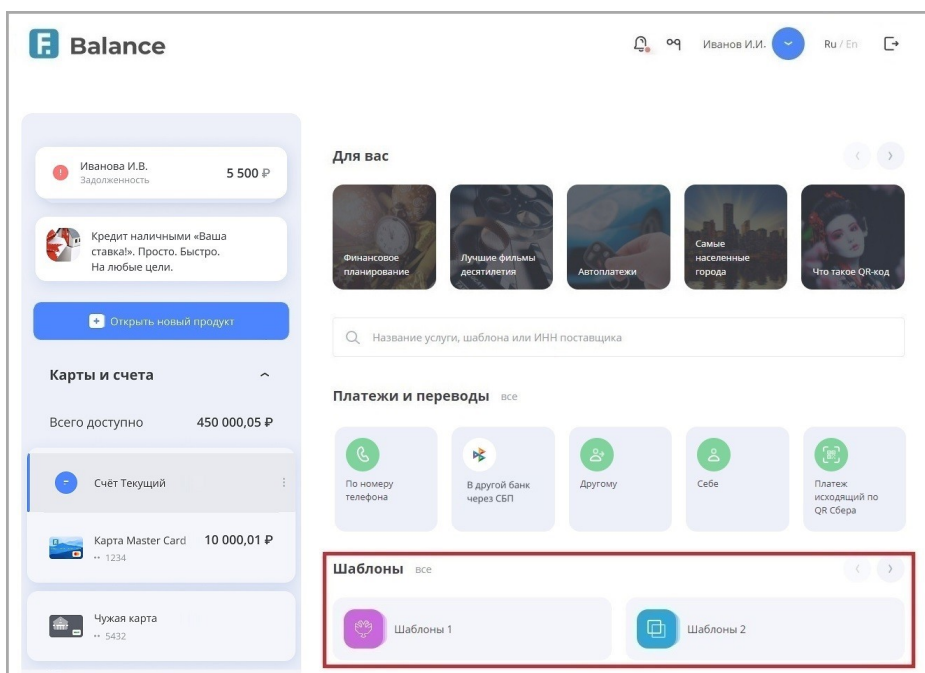 F. Balance
Иванов И.И.
Ru / En
Иванова И.В.
Задолженность
5 500 ₽
Кредит наличными «Ваша
ставка!». Просто. Быстро.
На любые цели.
Открыть новый продукт
Карты и счета
Всего доступно 450 000,05 ₽
Счёт Текущий
Карта Master Card 10 000,01 ₽
•• 1234
Чужая карта
•• 5432
Для вас
Финансовое
планирование
Лучшие фильмы
десятилетия
Автоплатежи
Самые
населенные
города
Что такое QR-код
Название услуги, шаблона или ИНН поставщика
Платежи и переводы все
По номеру
телефона
В другой банк
через СБП
Другому
Себе
Платеж
исходящий по
QR Сбера
Шаблоны все
Шаблоны 1
Шаблоны 2